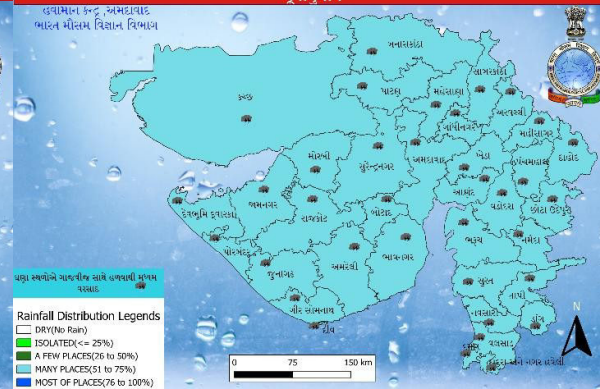 હવામાન કેન્દ્ર ,અમદાવાદ
ભારત મૌસમ વિજ્ઞાન વિભાગ
બનાસકાંઠા
સાબરકાંઠા
પાટણ
મહેસાણા
કચ્છ
અરવલ્લી
ગાંધીનગર
મહીસાગર
મોરબી
સુરેન્દ્રનગર
અમદાવાદ
ખેડા
પંચમહાલ
દાહોદ
દેવભૂમિ દ્વારકા
જામનગર
રાજકોટ
બોટાદ
આણંદ
વડોદરા
છોટા ઉદેપુર
પોરબંદર
જુનાગઢ
અમરેલી
ભાવનગર
ભરૂચ
નર્મદા
ગીર સોમનાથ
દીવ
સુરત
તાપી
નવસારી
ડાંગ
વલસાડ
દમણ
દાદરા અને નગર હવેલી
ઘણા સ્થળોએ ગાજવીજ સાથે હળવાથી મધ્યમ
વરસાદ
Rainfall Distribution Legends
DRY(No Rain)
ISOLATED(<= 25%)
A FEW PLACES(26 to 50%)
MANY PLACES(51 to 75%)
MOST OF PLACES(76 to 100%)
0 75 150 km
N